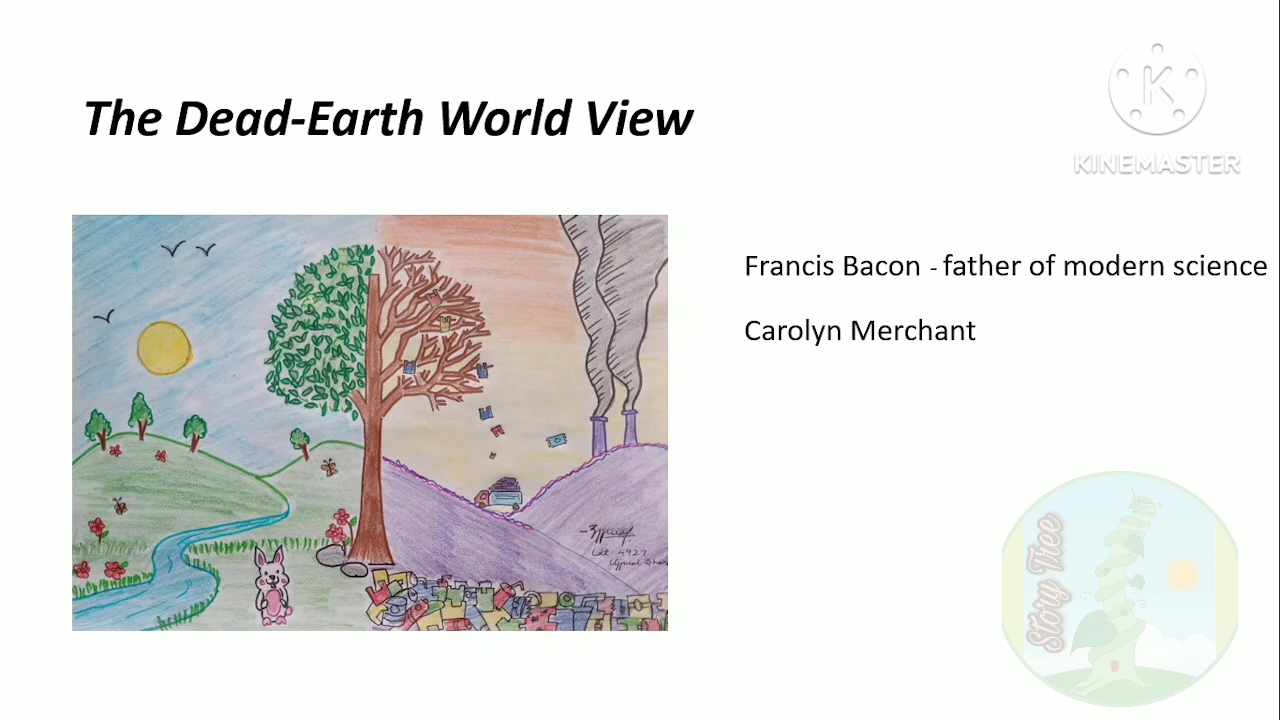 The Dead-Earth World View
K
KINEMASTER
Francis Bacon - father of modern science
Carolyn Merchant
Story Tree